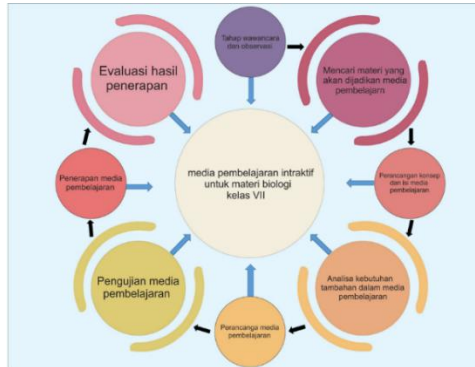 Tahap wawancara
dan observasi
Mencari materi yang
akan dijadikan media
pembelajarn
Perancangan konsep
dan isi media
pembelajaran
Analisa kebutuhan
tambahan dalam media
pembelajaran
Perancanga media
pembelajaran
Pengujian media
pembelajaran
Penerapan media
pembelajaran
Evaluasi hasil
penerapan
media pembelajaran intraktif
untuk materi biologi
kelas VII